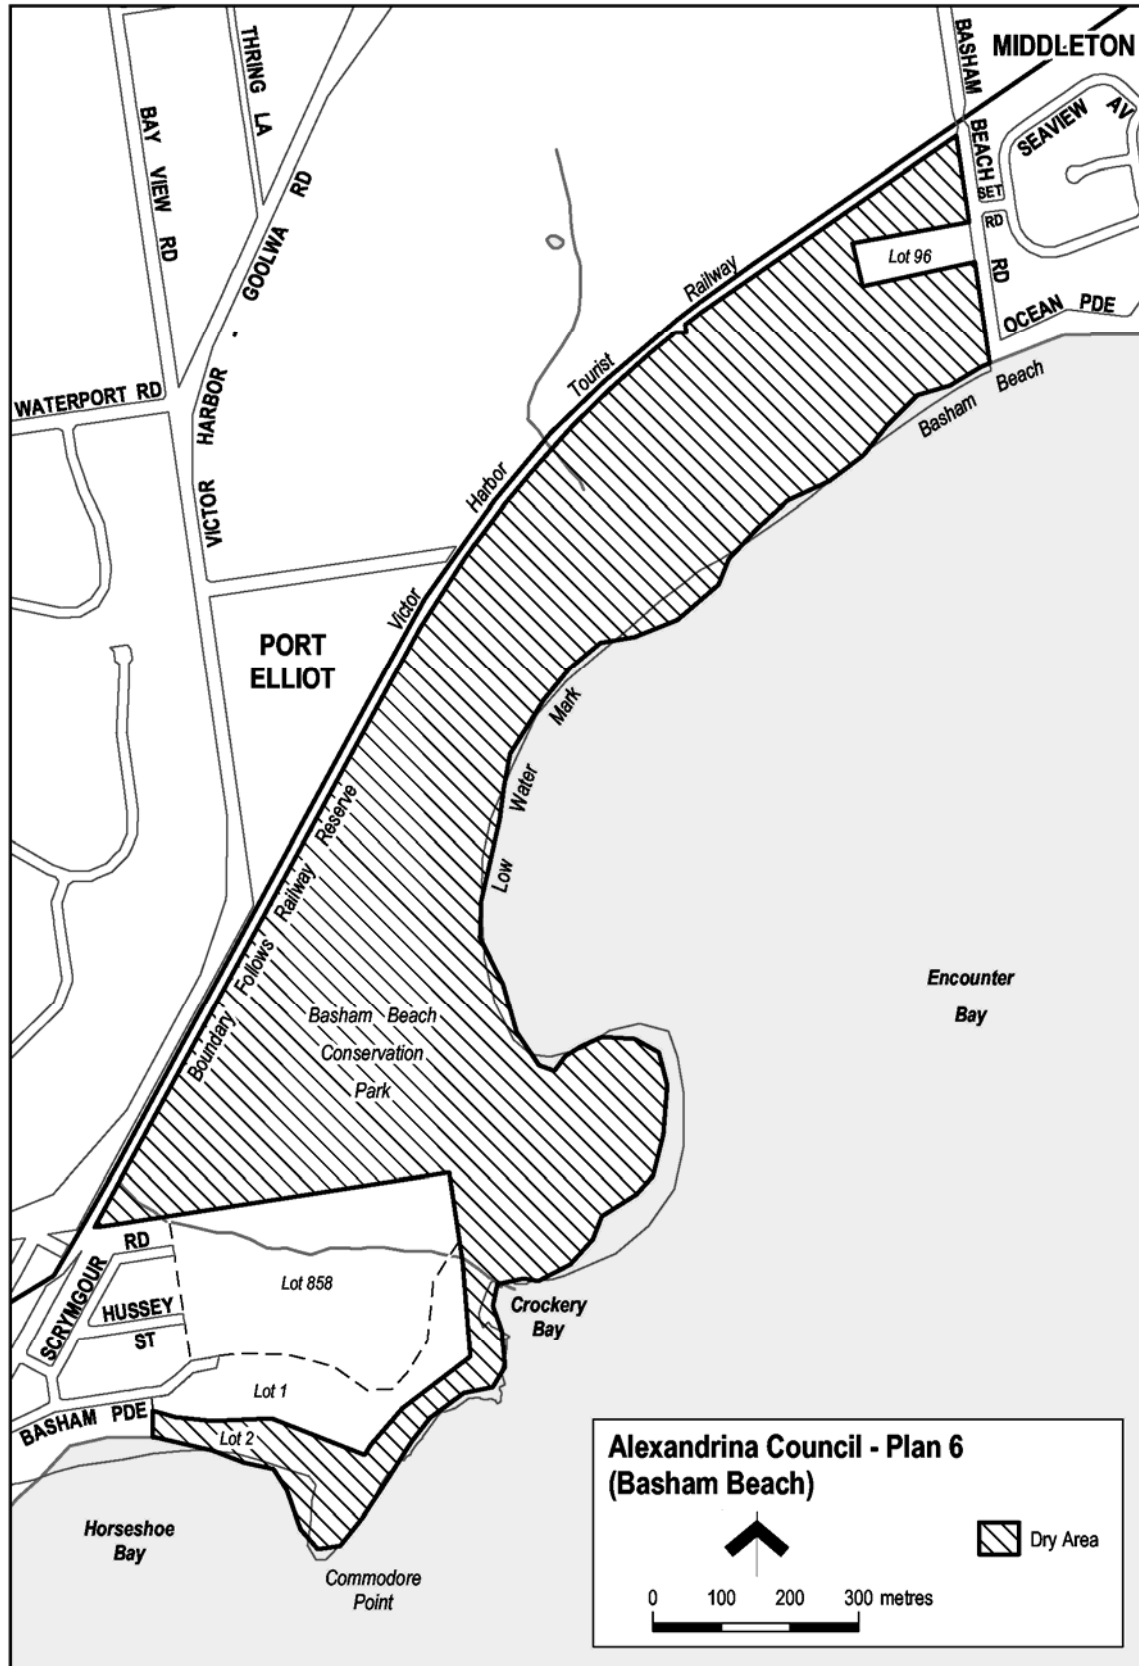 MIDDLETON
BASHAM BEACH RD
SEAVIEW AV
SET
RD
OCEAN PDE
Lot 96
Basham Beach
THRING LA
BAY VIEW RD
VICTOR HARBOR - GOOLWA RD
WATERPORT RD
Victor Harbor Tourist Railway
PORT
ELLIOT
Low Water Mark
Boundary Follows Railway Reserve
Basham Beach
Conservation
Park
Encounter
Bay
SCRYMGOUR RD
HUSSEY
ST
Lot 858
Lot 1
Lot 2
BASHAM PDE
Crockery
Bay
Horseshoe
Bay
Commodore
Point
Alexandrina Council - Plan 6
(Basham Beach)
Dry Area
0 100 200 300 metres